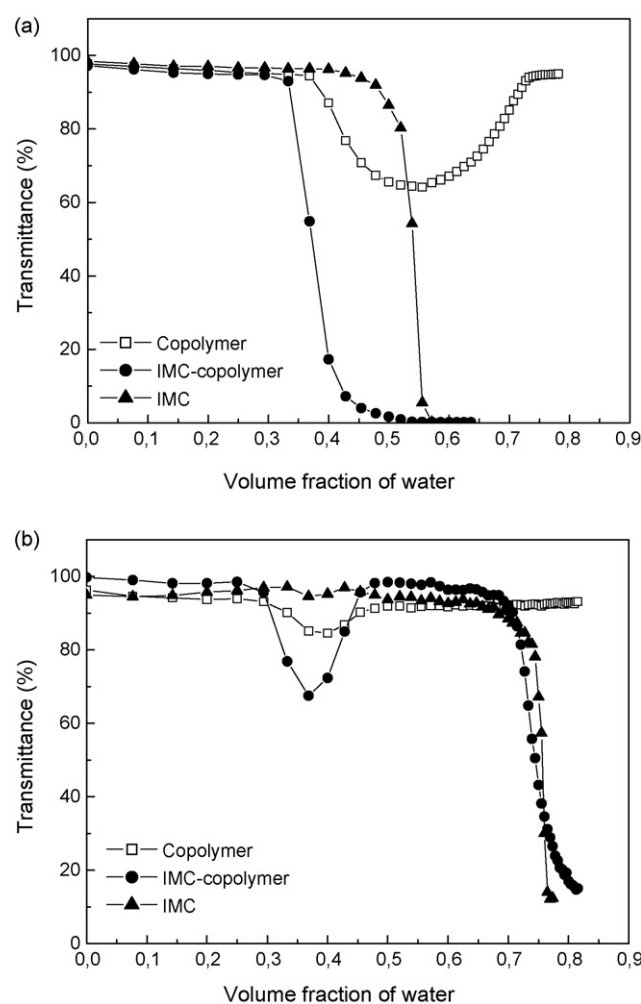 (a)
100
80
60
40
20
0
Transmittance (%)
Copolymer
IMC-copolymer
IMC
0,0 0,1 0,2 0,3 0,4 0,5 0,6 0,7 0,8 0,9
Volume fraction of water
(b)
100
80
60
40
20
0
Transmittance (%)
Copolymer
IMC-copolymer
IMC
0,0 0,1 0,2 0,3 0,4 0,5 0,6 0,7 0,8 0,9
Volume fraction of water